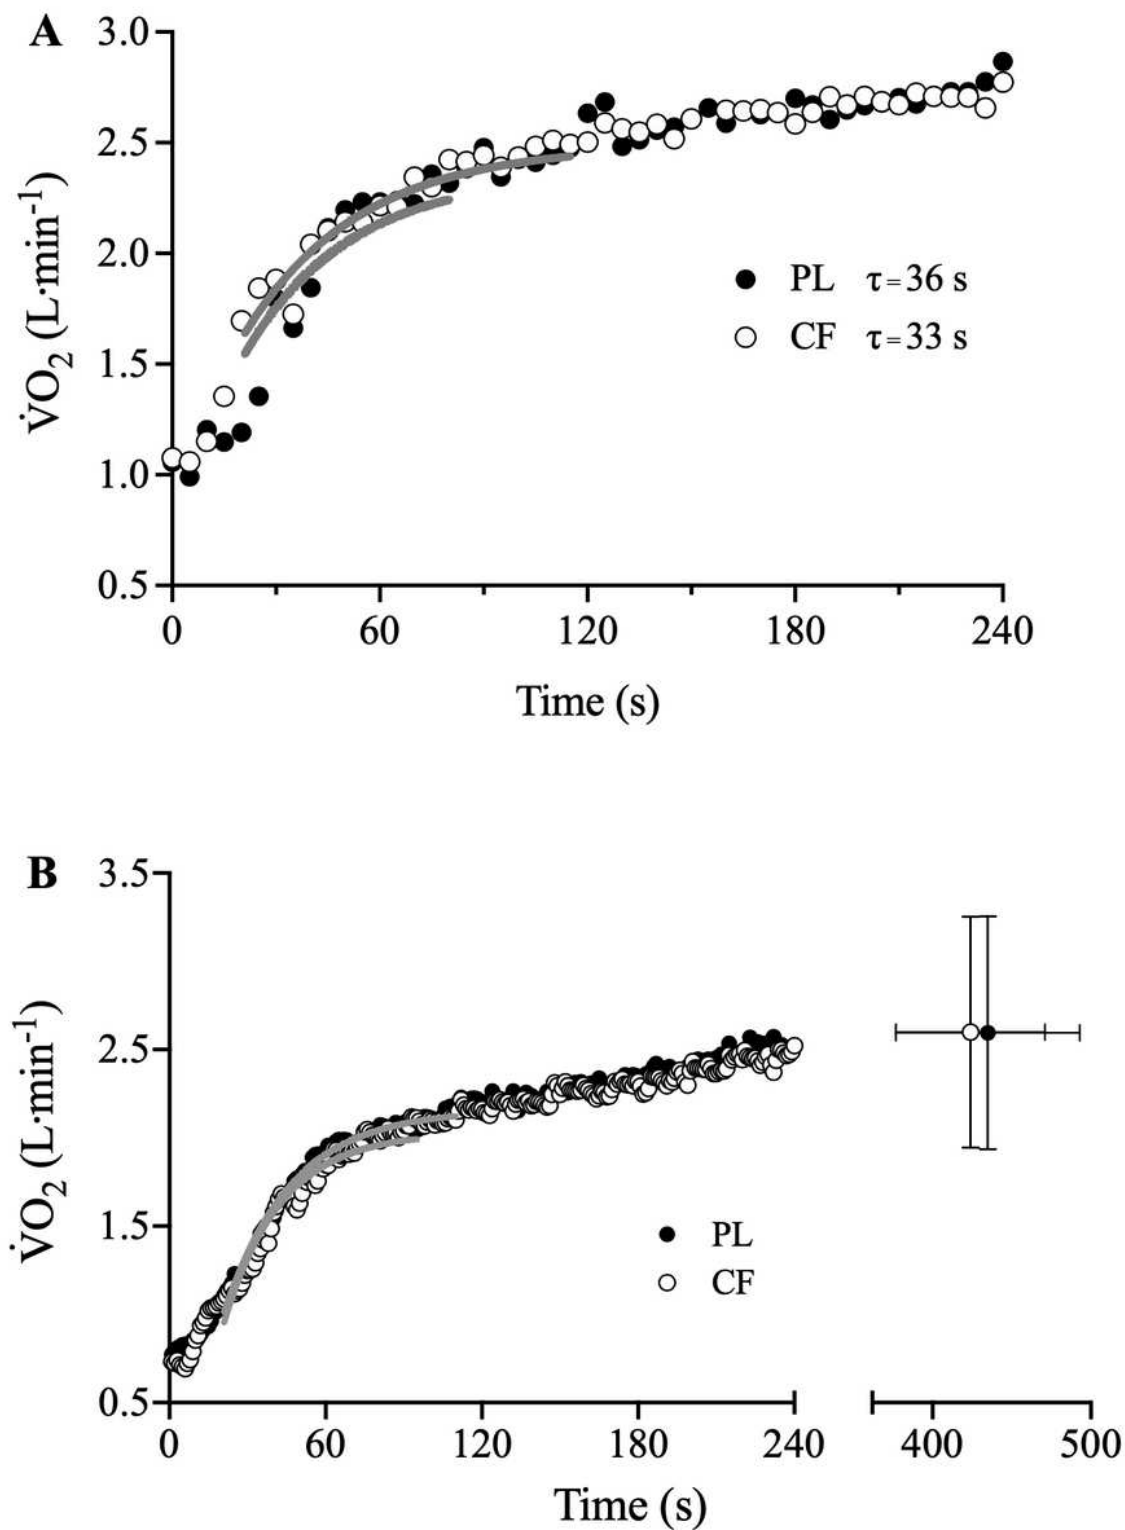 A
3.0
2.5
2.0
1.5
1.0
0.5
V̇O₂ (L·min⁻¹)
PL τ=36 s
CF τ=33 s
0 60 120 180 240
Time (s)
B
3.5
2.5
1.5
0.5
V̇O₂ (L·min⁻¹)
PL
CF
0 60 120 180 240 400 500
Time (s)